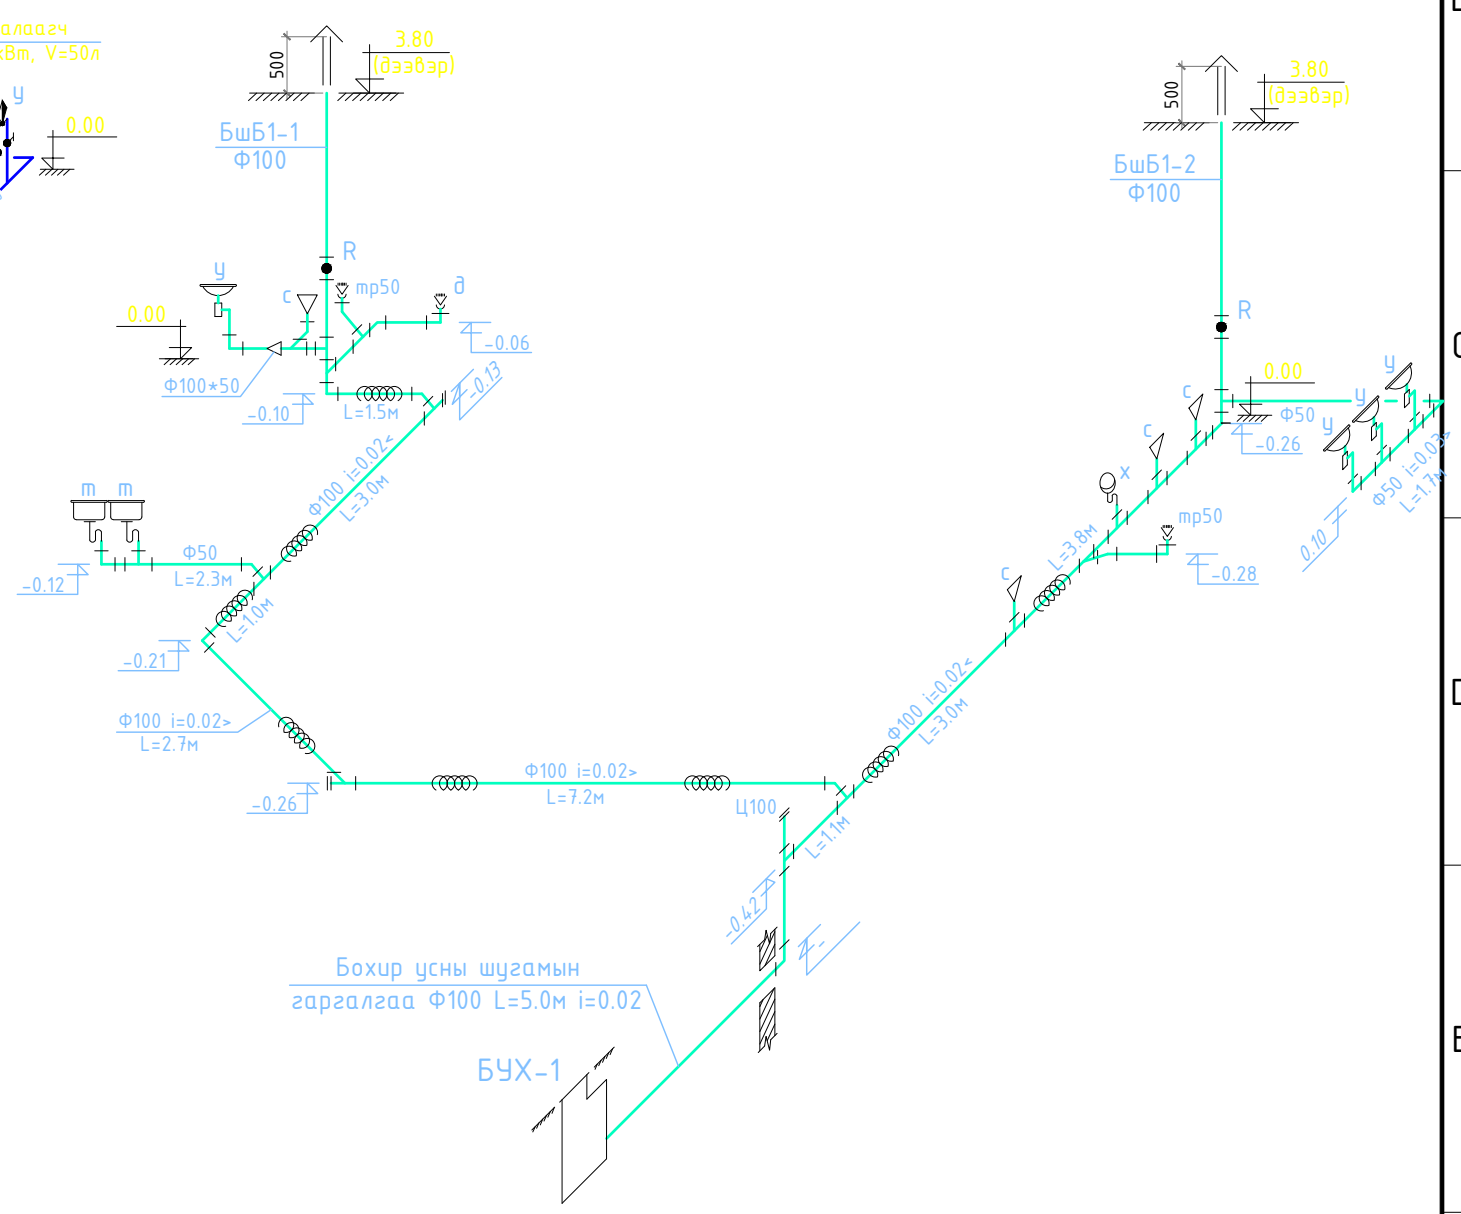 кВт, V=50л
у
0.00
500
3.80
(дээвэр)
БшБ1-1
Ф100
R
у
с
тр50
д
0.00
-0.06
Ф100*50
-0.10
L=1.5м
-0.13
Ф100 i=0.02<
L=3.0м
т т
Ф50
L=2.3м
-0.12
L=1.0м
-0.21
Ф100 i=0.02>
L=2.7м
-0.26
Ф100 i=0.02>
L=7.2м
500
3.80
(дээвэр)
БшБ1-2
Ф100
R
0.00
Ф50
-0.26
у
у
у
Ф50 i=0.03<
L=1.7м
0.10
с
с
х
тр50
-0.28
L=3.8м
с
Ф100 i=0.02<
L=3.0м
Ц100
L=1.1м
-0.42
-
Бохир усны шугамын
гаргалгаа Ф100 L=5.0м i=0.02
БУХ-1